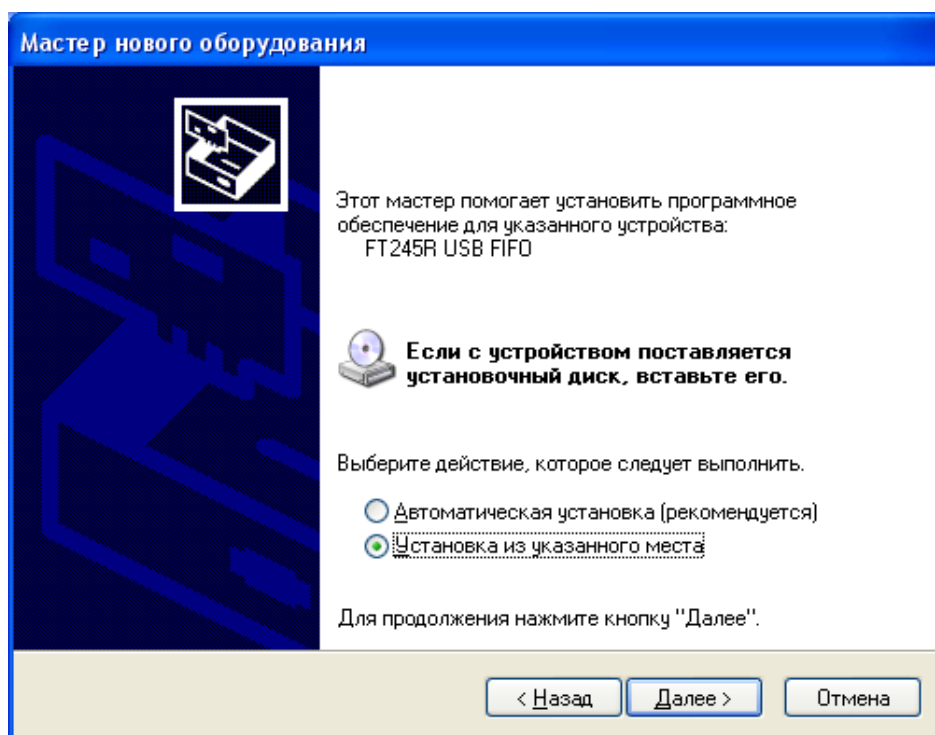 Мастер нового оборудования
Этот мастер помогает установить программное
обеспечение для указанного устройства:
FT245R USB FIFO
Если с устройством поставляется
установочный диск, вставьте его.
Выберите действие, которое следует выполнить.
Автоматическая установка (рекомендуется)
Установка из указанного места
Для продолжения нажмите кнопку "Далее".
< Назад
Далее >
Отмена